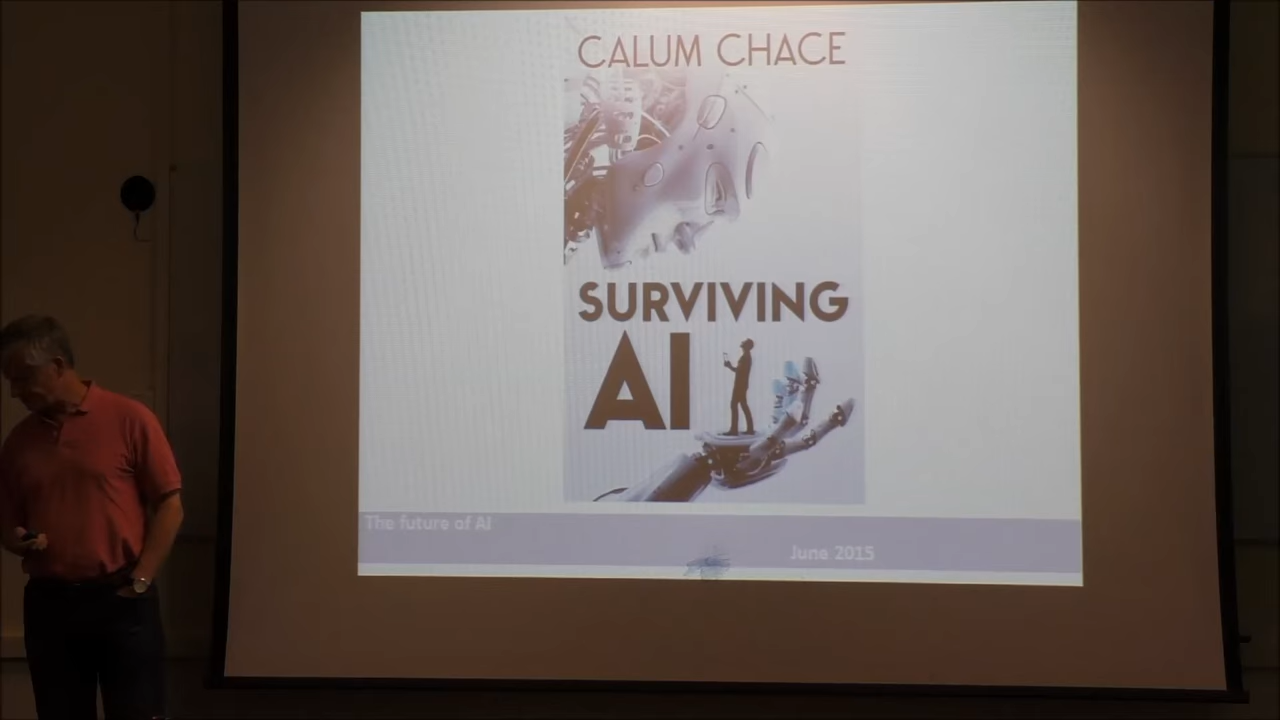 CALUM CHACE
SURVIVING
AI
The future of AI
June 2015